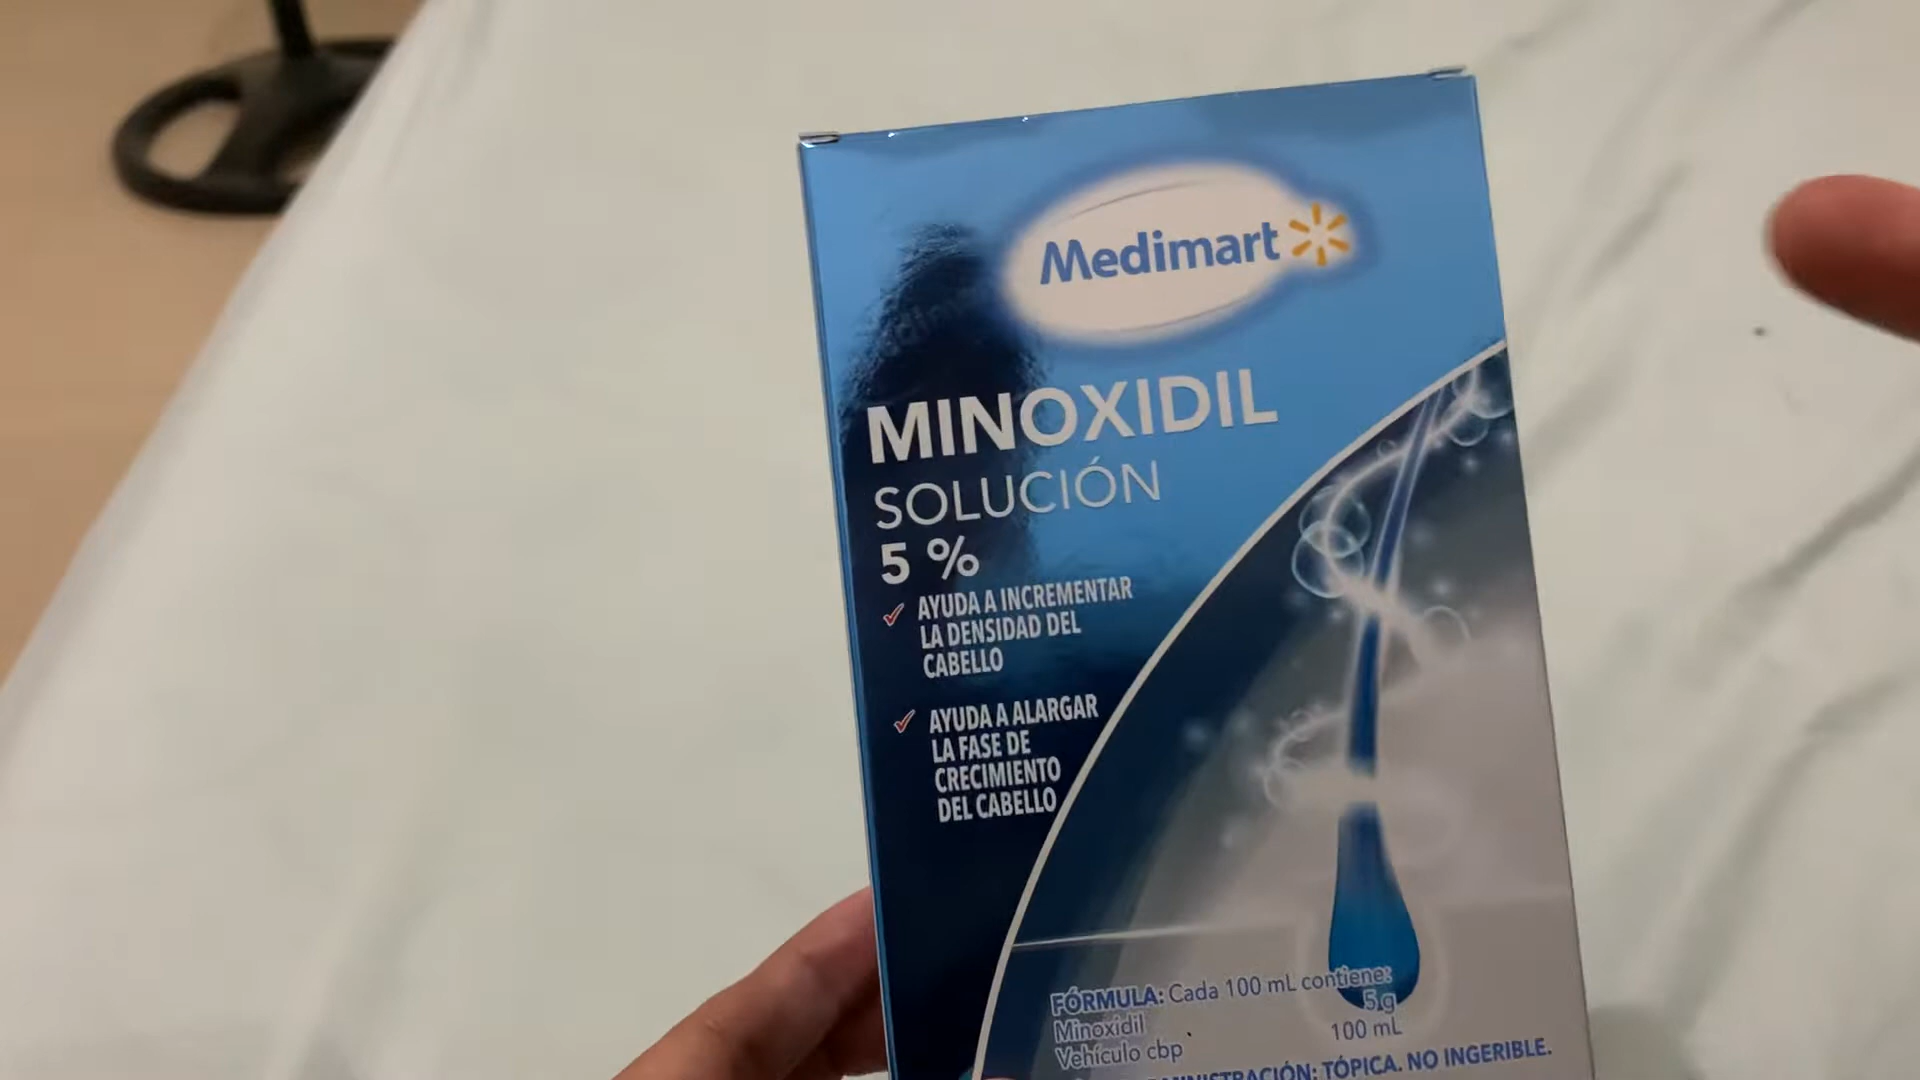 Medimart
MINOXIDIL
SOLUCIÓN
5 %
AYUDA A INCREMENTAR
LA DENSIDAD DEL
CABELLO
AYUDA A ALARGAR
LA FASE DE
CRECIMIENTO
DEL CABELLO
FÓRMULA: Cada 100 mL contiene:
Minoxidil 5 g
Vehículo cbp 100 mL
TÓPICA. NO INGERIBLE.